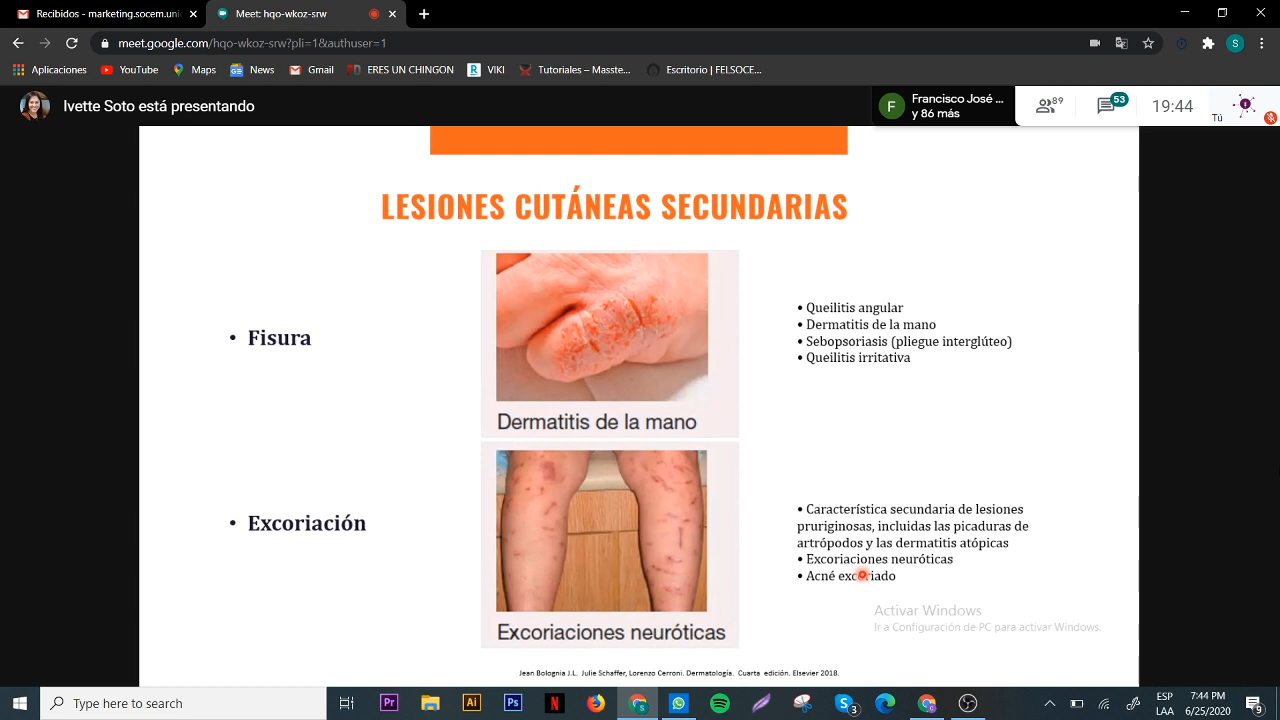 Recibidos - marketing.socem@
Meet: dermatología
meet.google.com/hqo-wkoz-srw?pli=1&authuser=1
Aplicaciones
YouTube
Maps
News
Gmail
ERES UN CHINGON
VIKI
Tutoriales – Maste...
Escritorio | FELSOCE...
Ivette Soto está presentando
F
Francisco José ...
y 86 más
89
53
19:44
Tú
LESIONES CUTÁNEAS SECUNDARIAS
• Fisura
Dermatitis de la mano
• Queilitis angular
• Dermatitis de la mano
• Sebopsoriasis (pliegue interglúteo)
• Queilitis irritativa
• Excoriación
Excoriaciones neuróticas
• Característica secundaria de lesiones
pruriginosas, incluidas las picaduras de
artrópodos y las dermatitis atópicas
• Excoriaciones neuróticas
• Acné excoriado
Activar Windows
Ir a Configuración de PC para activar Windows.
Jean Bolognia J.L. Julie Schaffer, Lorenzo Cerroni. Dermatología. Cuarta edición. Elsevier 2018.
Type here to search
ESP
LAA
7:44 PM
6/25/2020